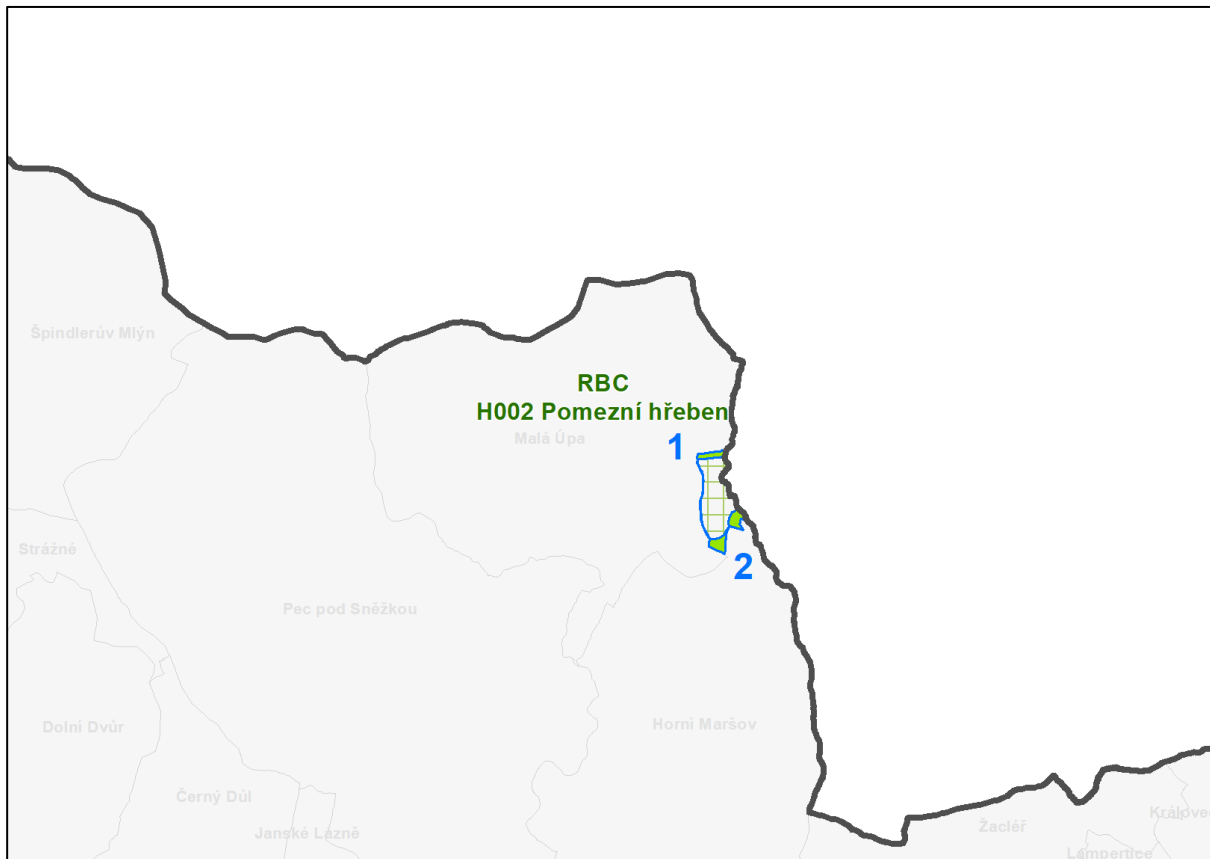 Špindlerův Mlýn
RBC
H002 Pomezní hřeben
Malá Úpa
1
Strážné
2
Pec pod Sněžkou
Dolní Dvůr
Horní Maršov
Černý Důl
Janské Lázně
Žacléř
Lampertice